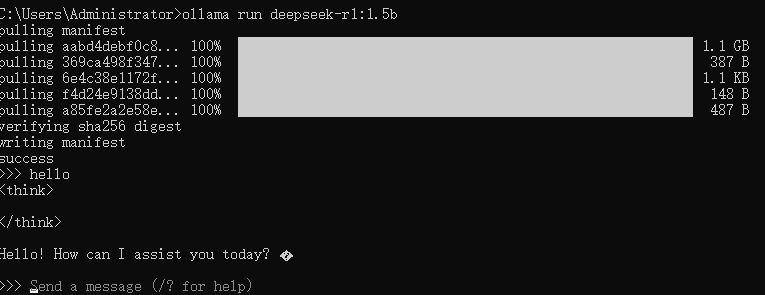 C:\Users\Administrator>ollama run deepseek-r1:1.5b
pulling manifest
pulling aabd4debf0c8... 100% 1.1 GB
pulling 369ca498f347... 100% 387 B
pulling 6e4c38e1172f... 100% 1.1 KB
pulling f4d24e9138dd... 100% 148 B
pulling a85fe2a2e58e... 100% 487 B
verifying sha256 digest
writing manifest
success
>>> hello
<think>
</think>
Hello! How can I assist you today? �
>>> Send a message (/? for help)